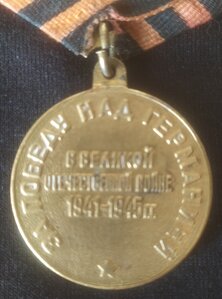 ЗА ПОБЕДУ НАД ГЕРМАНИЕЙ
В ВЕЛИКОЙ
ОТЕЧЕСТВЕННОЙ ВОЙНЕ
1941-1945 гг